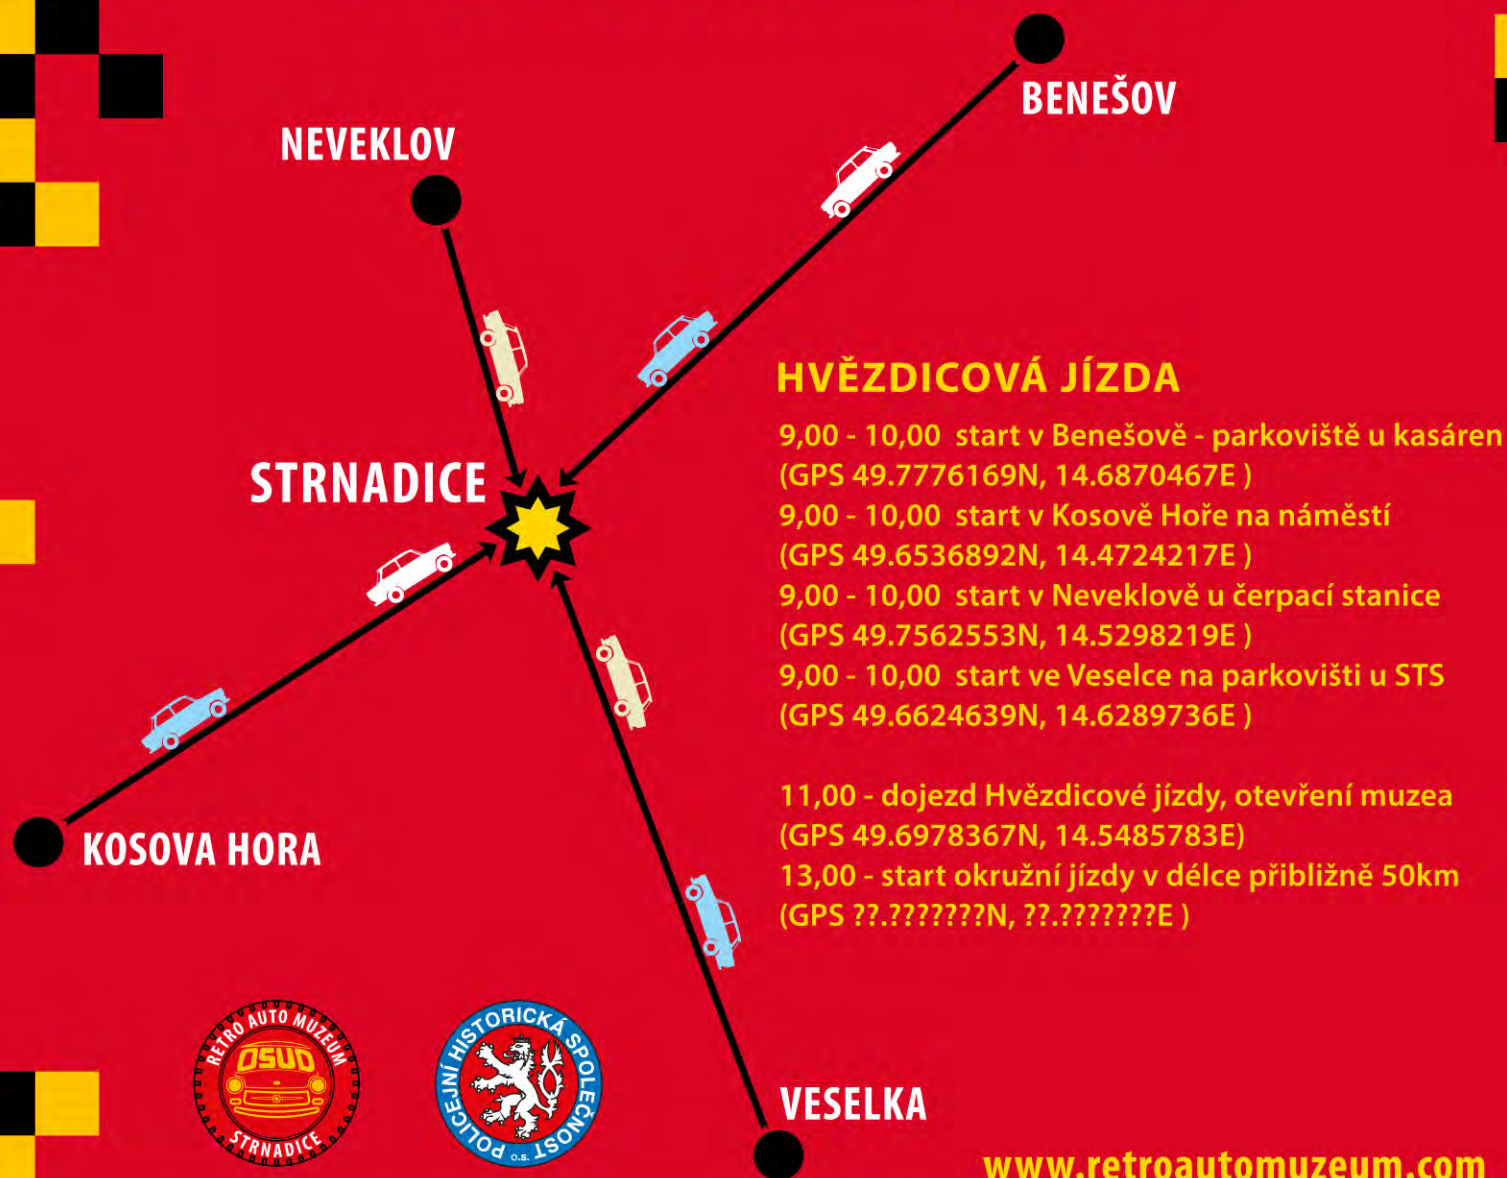 BENEŠOV
NEVEKLOV
HVĚZDICOVÁ JÍZDA
9,00 - 10,00 start v Benešově - parkoviště u kasáren
(GPS 49.7776169N, 14.6870467E )
9,00 - 10,00 start v Kosově Hoře na náměstí
(GPS 49.6536892N, 14.4724217E )
9,00 - 10,00 start v Neveklově u čerpací stanice
(GPS 49.7562553N, 14.5298219E )
9,00 - 10,00 start ve Veselce na parkovišti u STS
(GPS 49.6624639N, 14.6289736E )
11,00 - dojezd Hvězdicové jízdy, otevření muzea
(GPS 49.6978367N, 14.5485783E)
13,00 - start okružní jízdy v délce přibližně 50km
(GPS ??.???????N, ??.???????E )
STRNADICE
KOSOVA HORA
RETRO AUTO MUZEUM
OSUD
STRNADICE
POLICEJNÍ HISTORICKÁ SPOLEČNOST
o.s.
VESELKA
www.retroautomuzeum.com